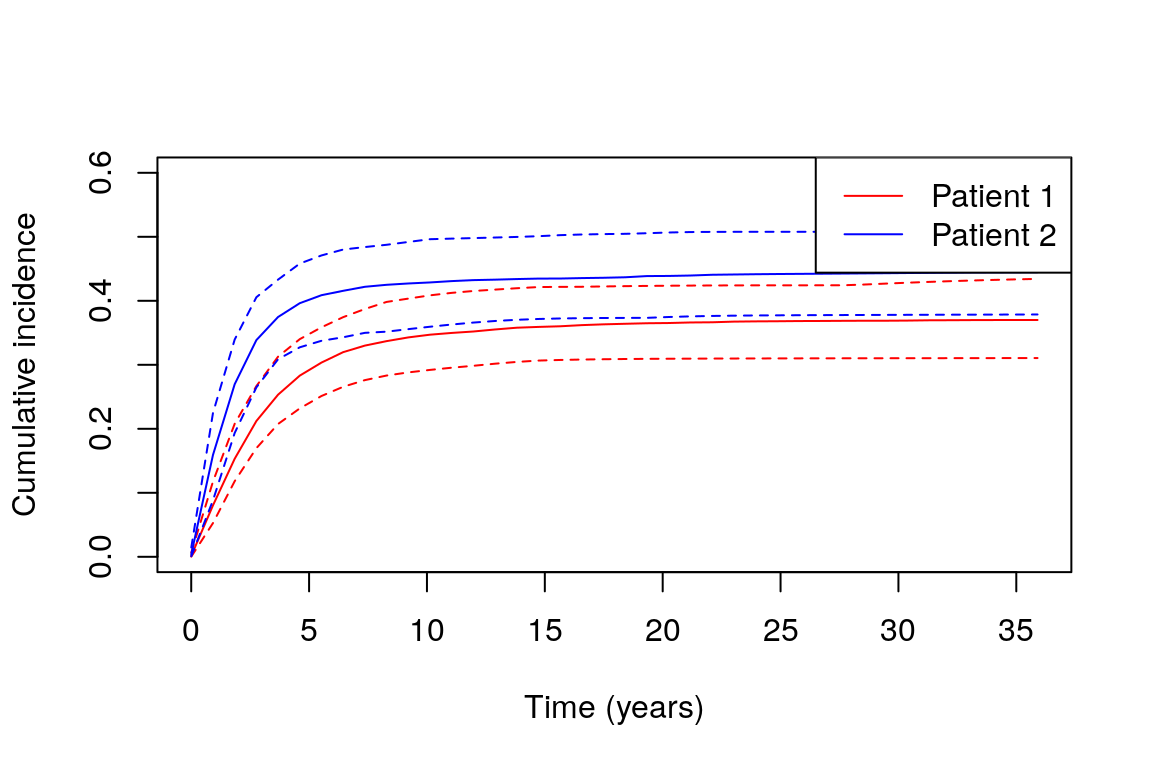 Cumulative incidence
0.6
0.4
0.2
0.0
Patient 1
Patient 2
0 5 10 15 20 25 30 35
Time (years)